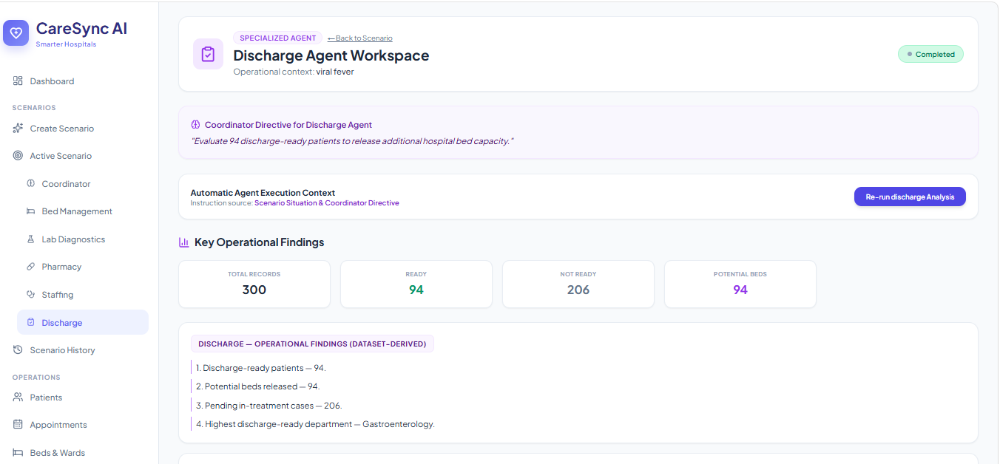 CareSync AI
Smarter Hospitals
Dashboard
SCENARIOS
Create Scenario
Active Scenario
Coordinator
Bed Management
Lab Diagnostics
Pharmacy
Staffing
Discharge
Scenario History
OPERATIONS
Patients
Appointments
Beds & Wards
SPECIALIZED AGENT ←Back to Scenario
Discharge Agent Workspace
Operational context: viral fever
Completed
Coordinator Directive for Discharge Agent
"Evaluate 94 discharge-ready patients to release additional hospital bed capacity."
Automatic Agent Execution Context
Instruction source: Scenario Situation & Coordinator Directive
Re-run discharge Analysis
Key Operational Findings
TOTAL RECORDS
300
READY
94
NOT READY
206
POTENTIAL BEDS
94
DISCHARGE — OPERATIONAL FINDINGS (DATASET-DERIVED)
1. Discharge-ready patients — 94.
2. Potential beds released — 94.
3. Pending in-treatment cases — 206.
4. Highest discharge-ready department — Gastroenterology.